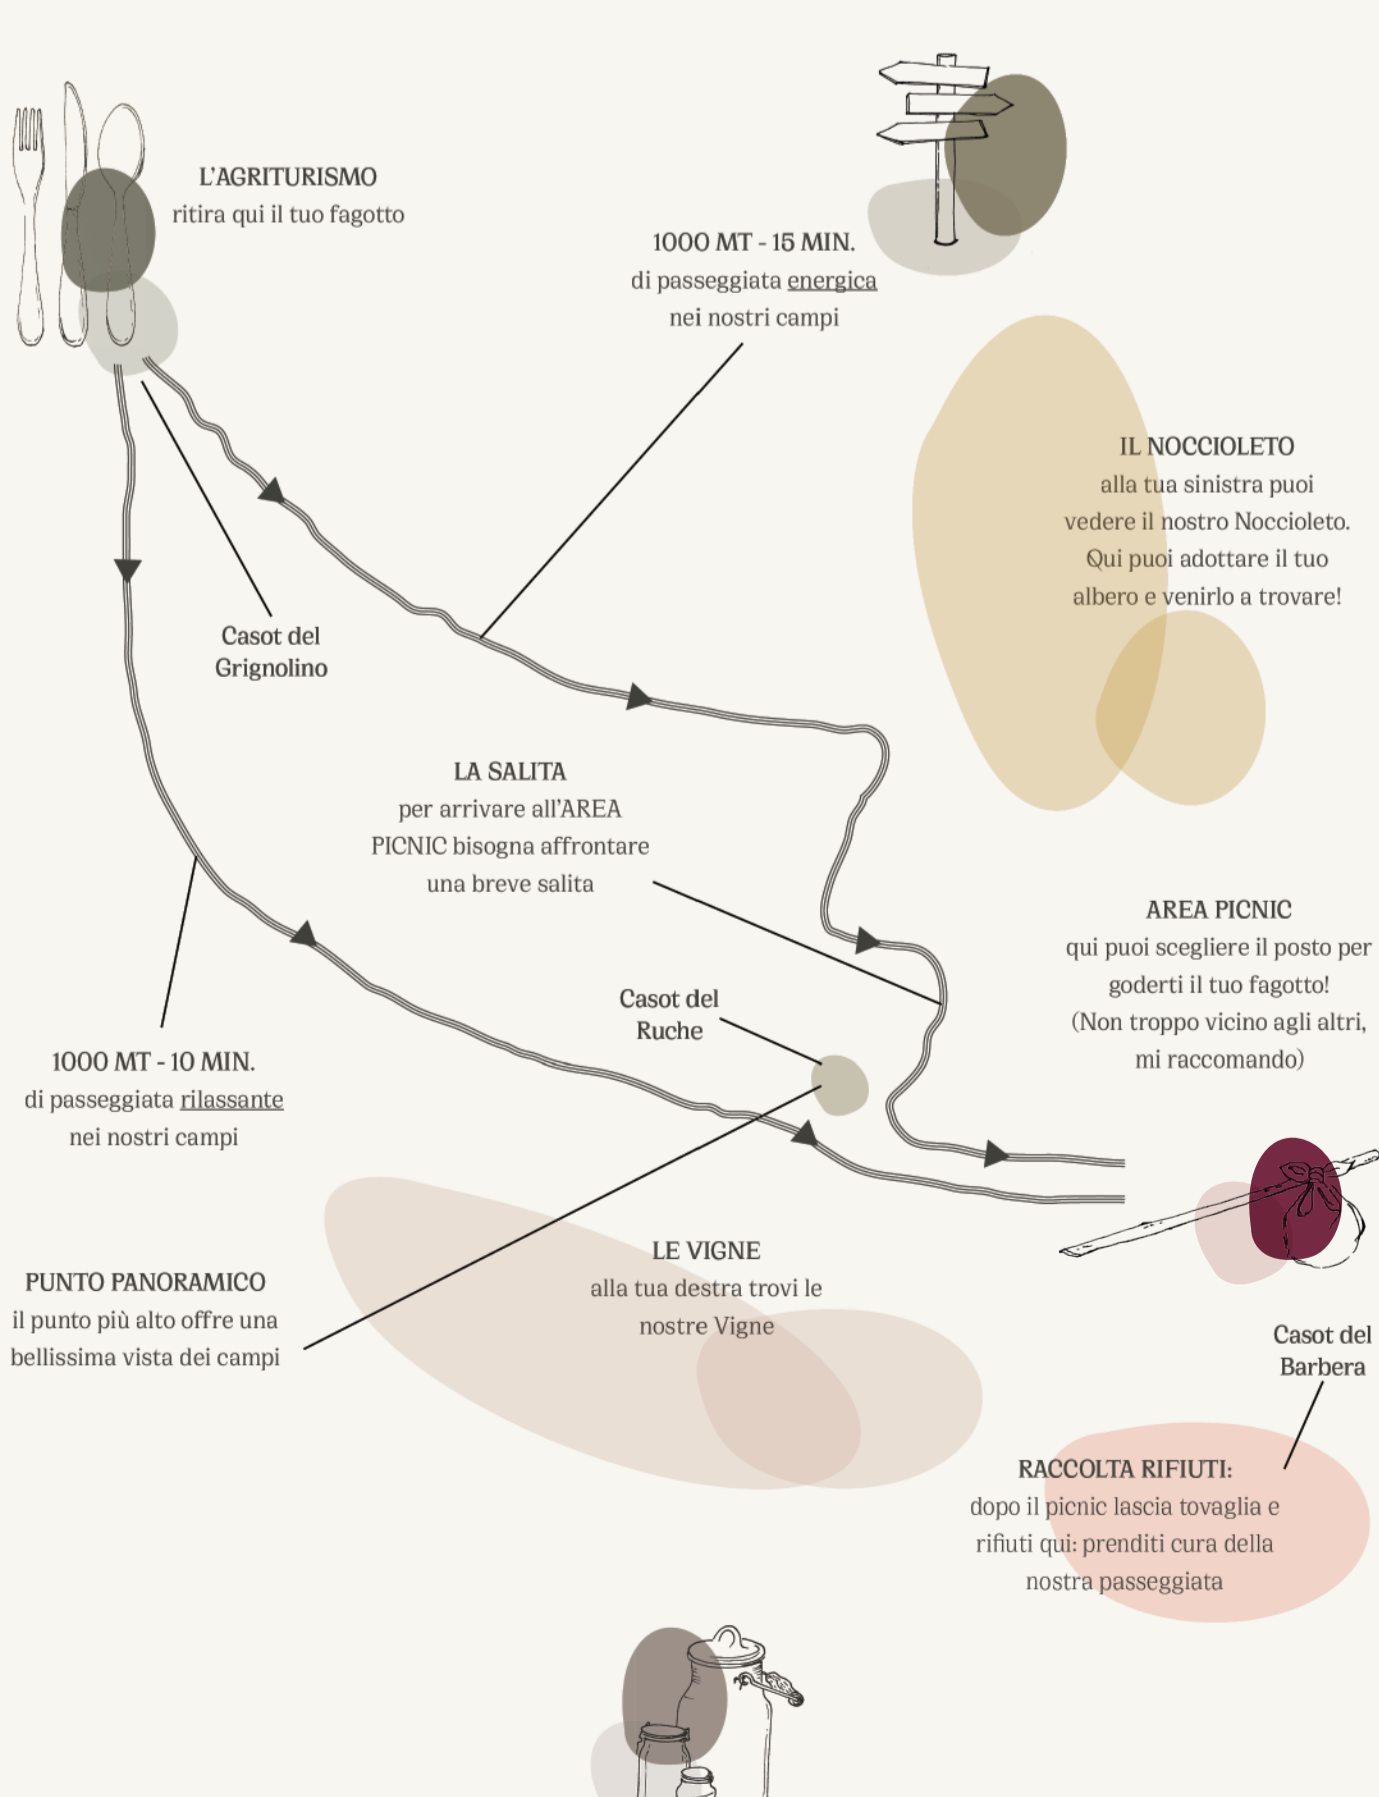 L'AGRITURISMO
ritira qui il tuo fagotto
1000 MT - 15 MIN.
di passeggiata energica
nei nostri campi
IL NOCCIOLETO
alla tua sinistra puoi
vedere il nostro Noccioleto.
Qui puoi adottare il tuo
albero e venirlo a trovare!
Casot del
Grignolino
LA SALITA
per arrivare all'AREA
PICNIC bisogna affrontare
una breve salita
AREA PICNIC
qui puoi scegliere il posto per
goderti il tuo fagotto!
(Non troppo vicino agli altri,
mi raccomando)
Casot del
Ruche
1000 MT - 10 MIN.
di passeggiata rilassante
nei nostri campi
LE VIGNE
alla tua destra trovi le
nostre Vigne
PUNTO PANORAMICO
il punto più alto offre una
bellissima vista dei campi
Casot del
Barbera
RACCOLTA RIFIUTI:
dopo il picnic lascia tovaglia e
rifiuti qui: prenditi cura della
nostra passeggiata